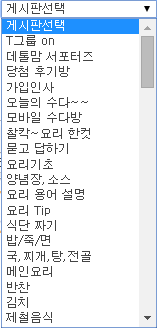 게시판선택
게시판선택
T그룹 on
데톨맘 서포터즈
당첨 후기방
가입인사
오늘의 수다~~
모바일 수다방
찰칵~요리 한컷
묻고 답하기
요리기초
양념장,소스
요리 용어 설명
요리 Tip
식단 짜기
밥/죽/면
국,찌개,탕,전골
메인요리
반찬
김치
제철음식